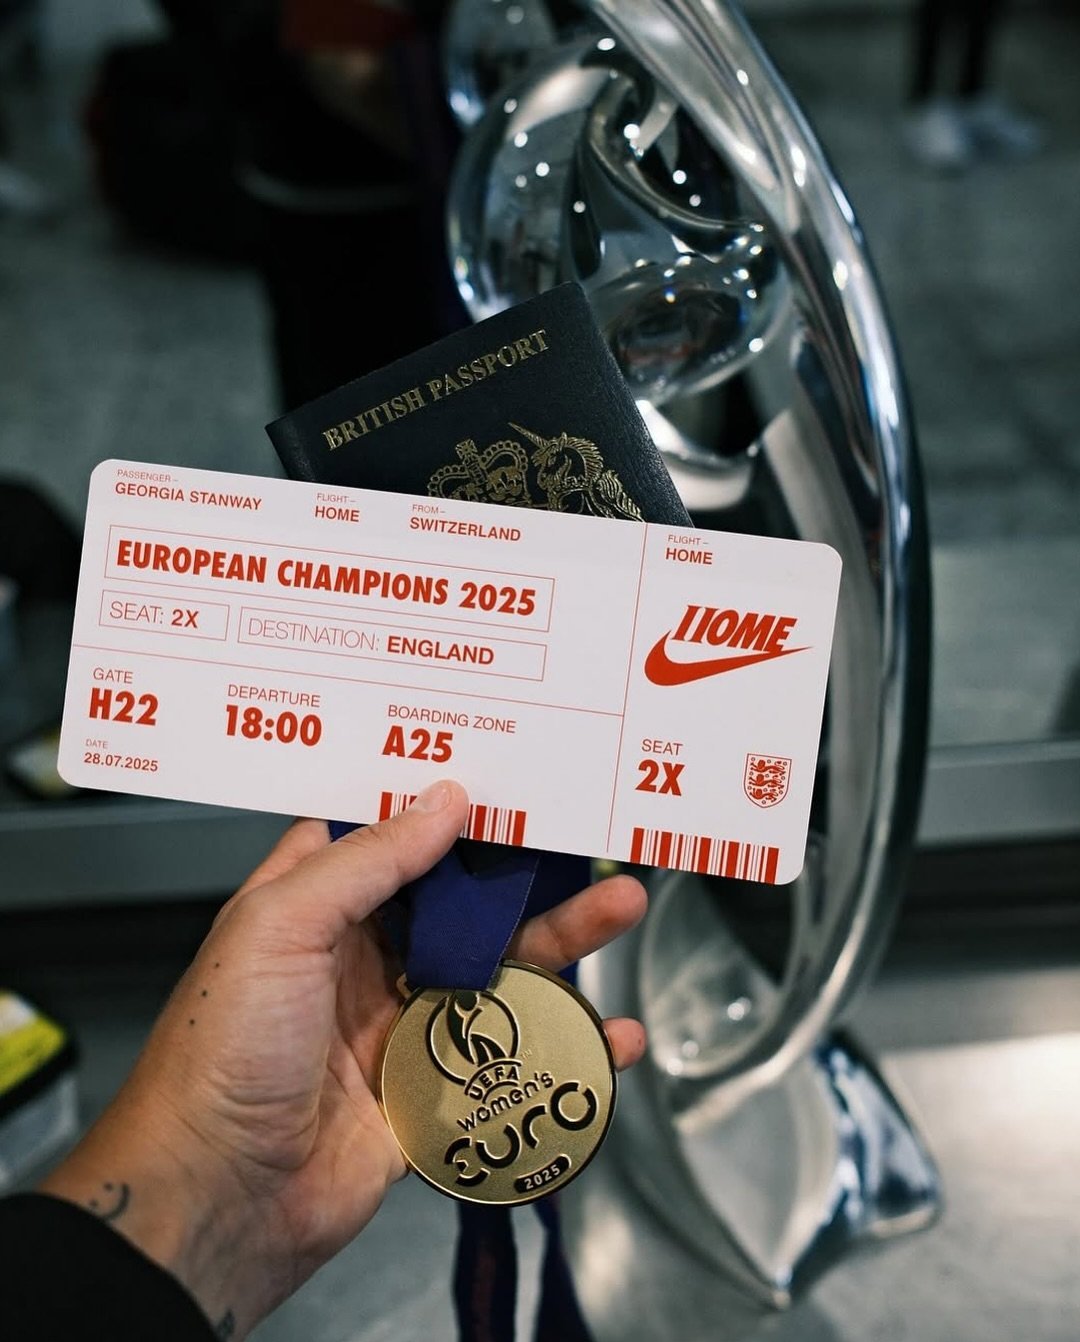 BRITISH PASSPORT
PASSENGER –
GEORGIA STANWAY
FLIGHT –
HOME
FROM –
SWITZERLAND
EUROPEAN CHAMPIONS 2025
SEAT: 2X
DESTINATION: ENGLAND
GATE
H22
DEPARTURE
18:00
BOARDING ZONE
A25
DATE
28.07.2025
FLIGHT –
HOME
HOME
SEAT
2X
UEFA
women's
EURO
2025